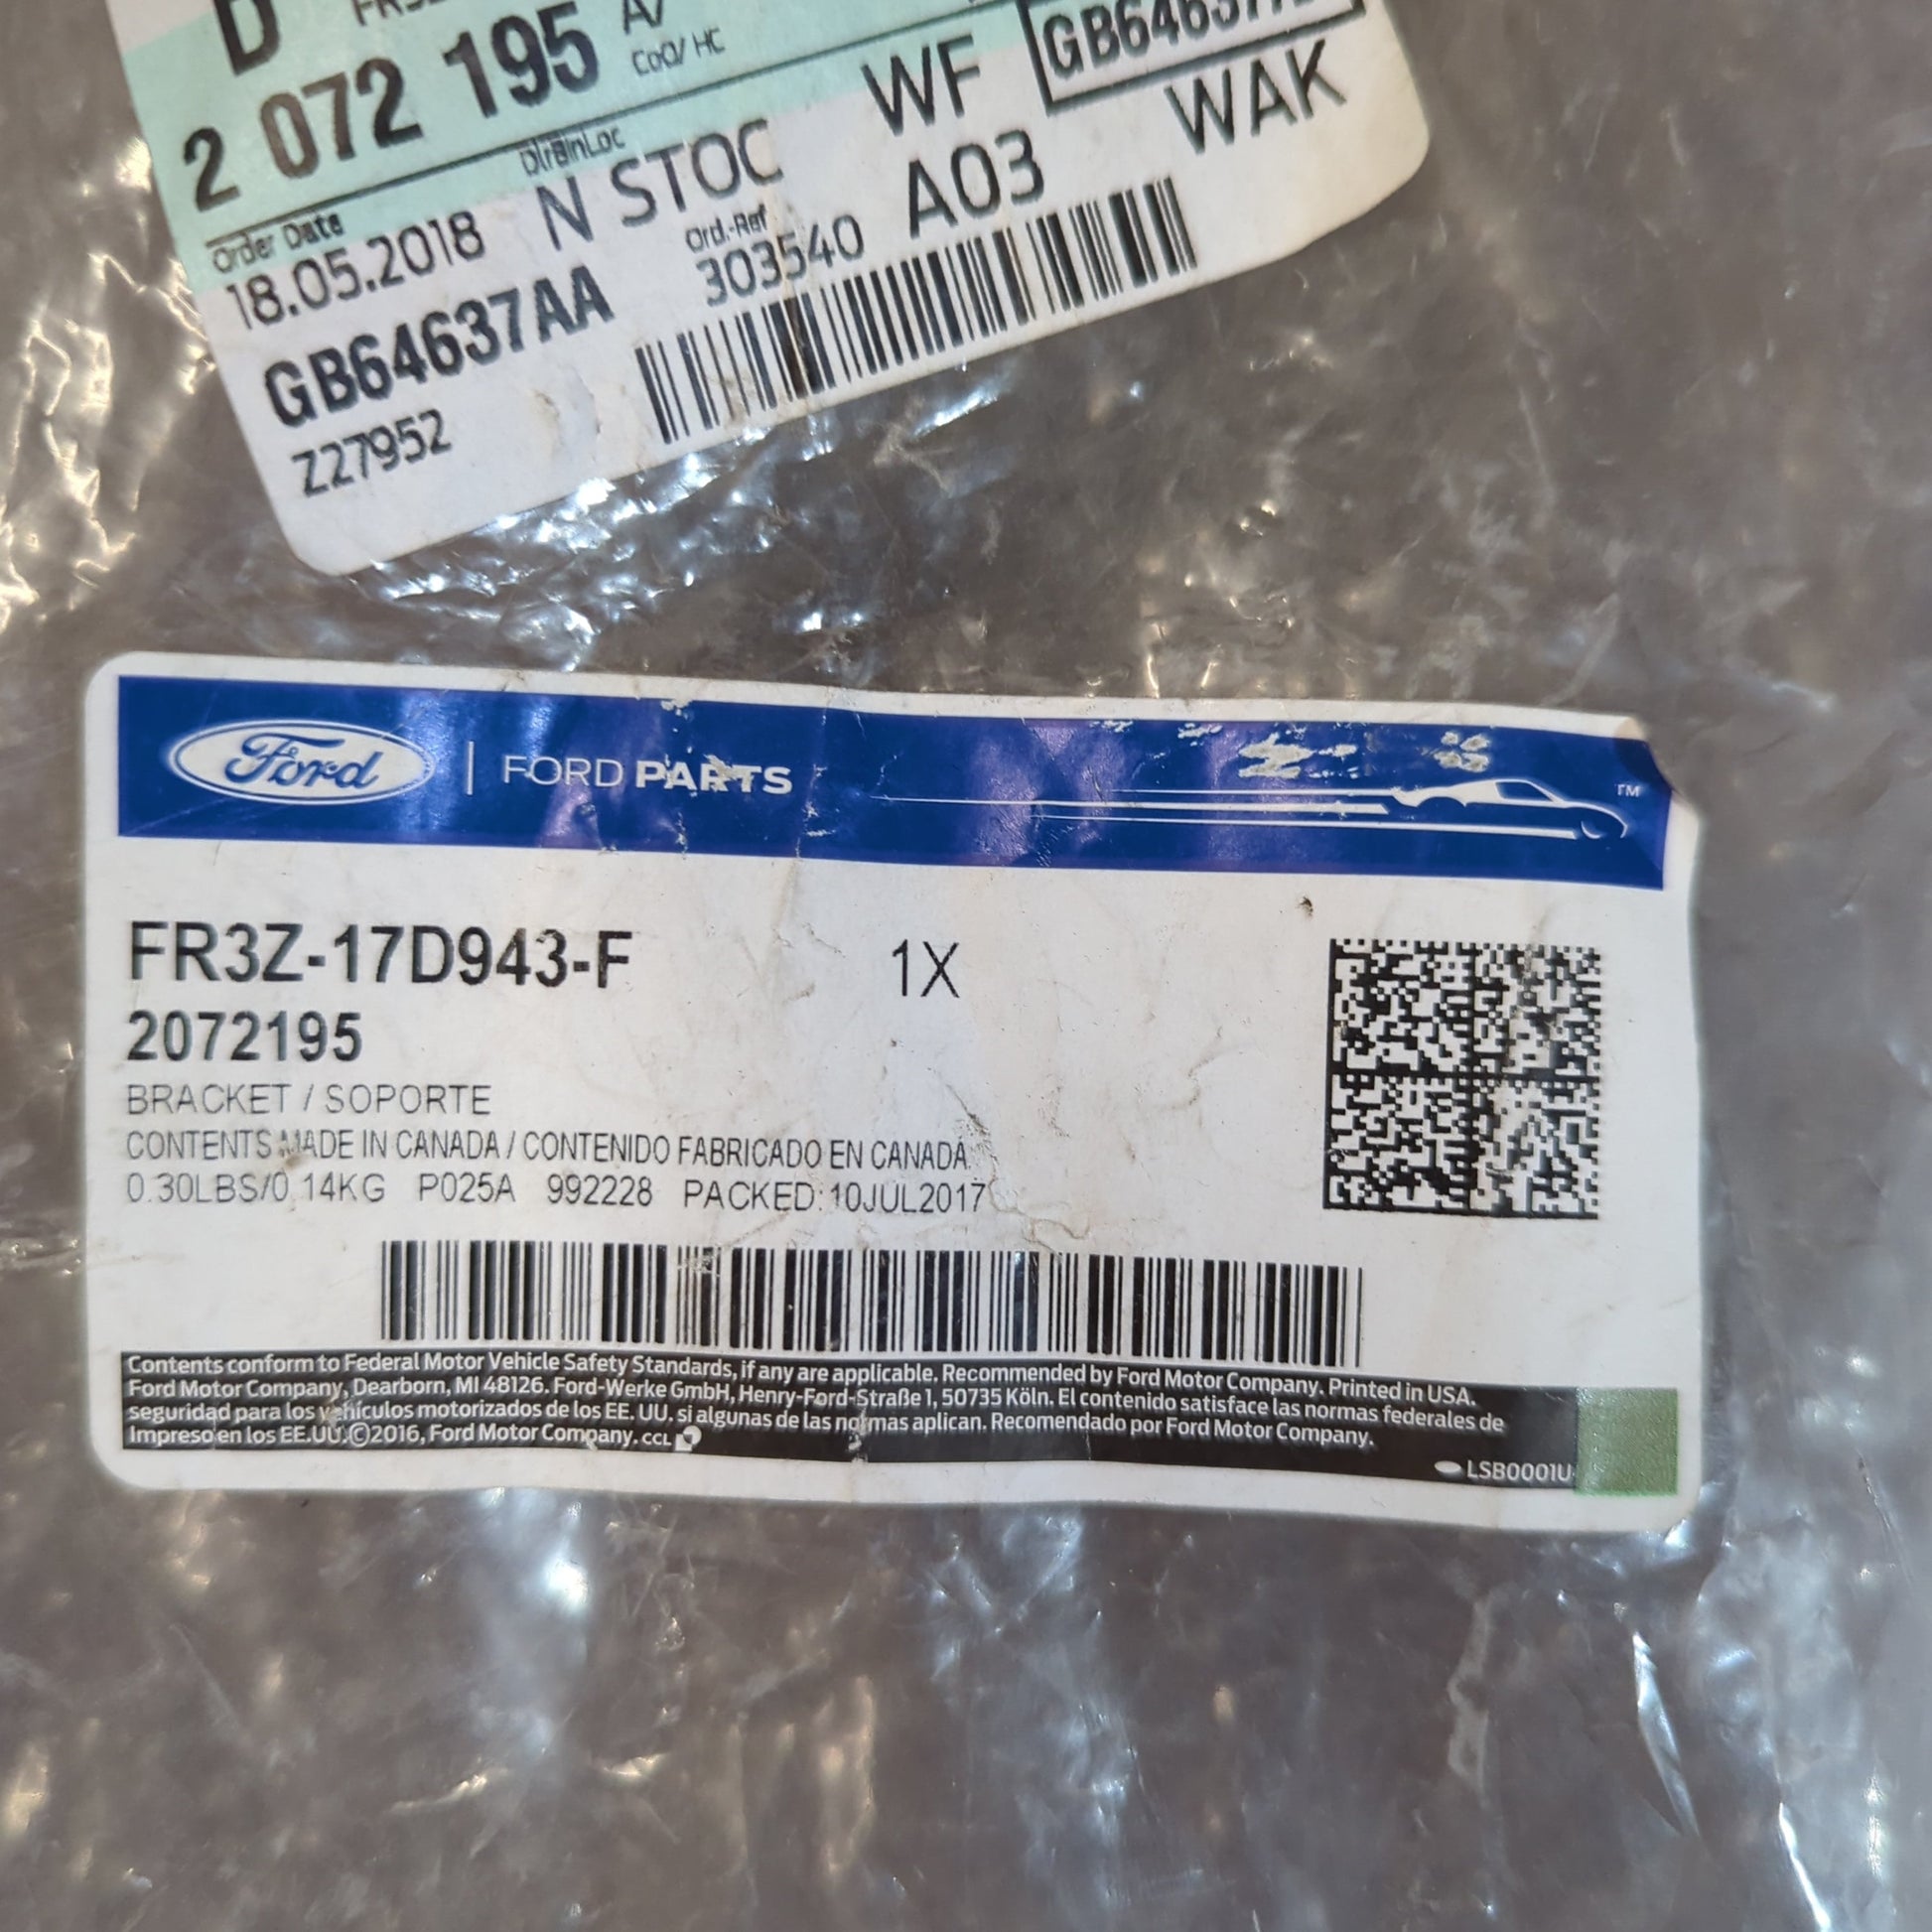 D
2 072 195
CoO/ HC
WF
WAK
DlrBinLoc
N STOC
A03
Order Date
18.05.2018
Ord.-Ref
303540
GB64637AA
Z27952
Ford | FORD PARTS ™
FR3Z-17D943-F 1X
2072195
BRACKET / SOPORTE
CONTENTS MADE IN CANADA / CONTENIDO FABRICADO EN CANADA
0.30LBS/0.14KG P025A 992228 PACKED: 10JUL2017
Contents conform to Federal Motor Vehicle Safety Standards, if any are applicable. Recommended by Ford Motor Company. Printed in USA.
Ford Motor Company, Dearborn, MI 48126. Ford-Werke GmbH, Henry-Ford-Straße 1, 50735 Köln. El contenido satisface las normas federales de
seguridad para los vehículos motorizados de los EE. UU. si algunas de las normas aplican. Recomendado por Ford Motor Company.
Impreso en los EE.UU.©2016, Ford Motor Company. CCL
LSB0001U